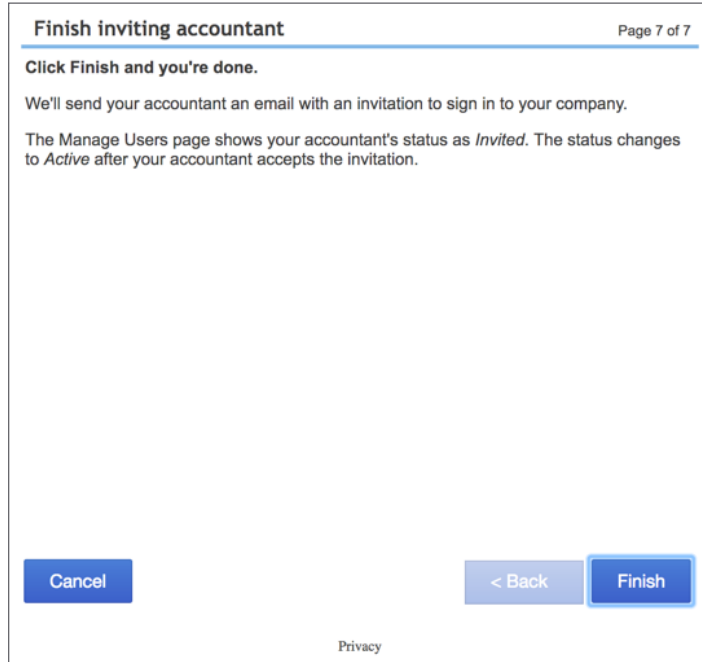 Finish inviting accountant
Page 7 of 7
Click Finish and you're done.
We'll send your accountant an email with an invitation to sign in to your company.
The Manage Users page shows your accountant's status as Invited. The status changes
to Active after your accountant accepts the invitation.
Cancel
< Back
Finish
Privacy